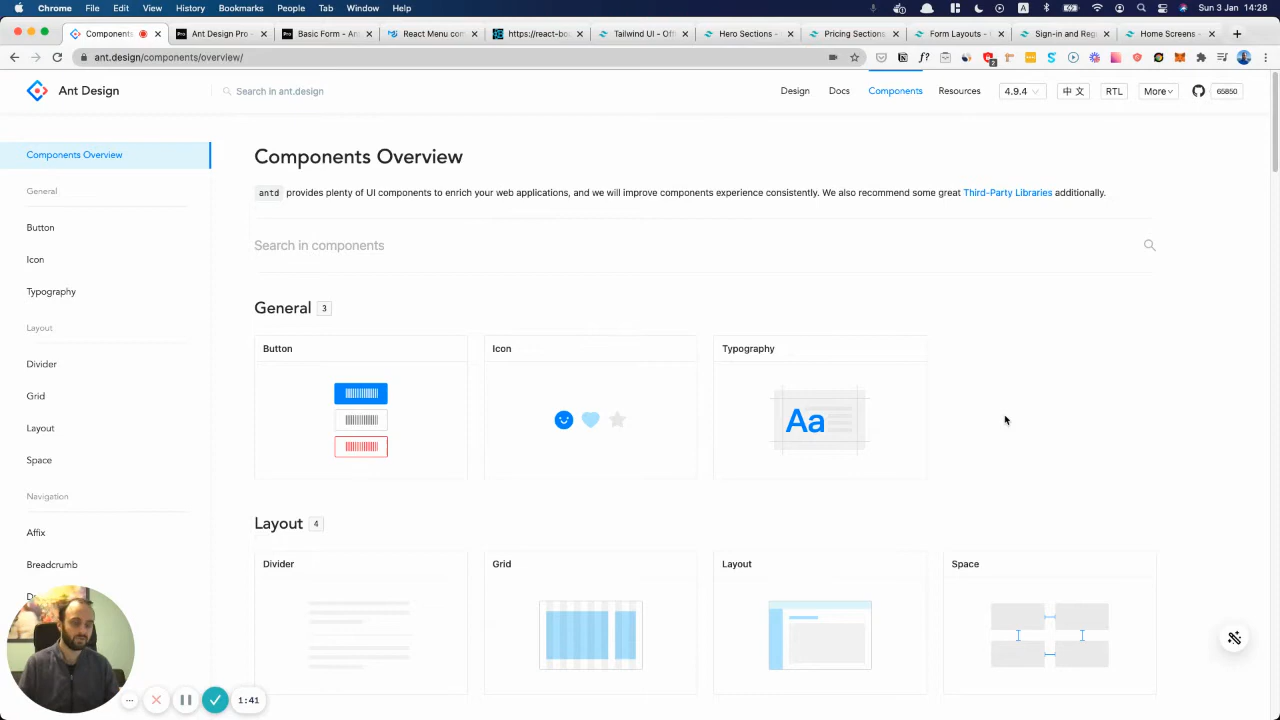 Chrome File Edit View History Bookmarks People Tab Window Help Sun 3 Jan 14:28
Components Ant Design Pro - Basic Form - An React Menu com https://react-bo Tailwind UI - Off Hero Sections - Pricing Sections Form Layouts - Sign-in and Reg Home Screens -
ant.design/components/overview/
Ant Design Search in ant.design Design Docs Components Resources 4.9.4 中 文 RTL More 65850
Components Overview
General
Button
Icon
Typography
Layout
Divider
Grid
Layout
Space
Navigation
Affix
Breadcrumb
Components Overview
antd provides plenty of UI components to enrich your web applications, and we will improve components experience consistently. We also recommend some great Third-Party Libraries additionally.
Search in components
General 3
Button Icon Typography
Aa
Layout 4
Divider Grid Layout Space
1:41